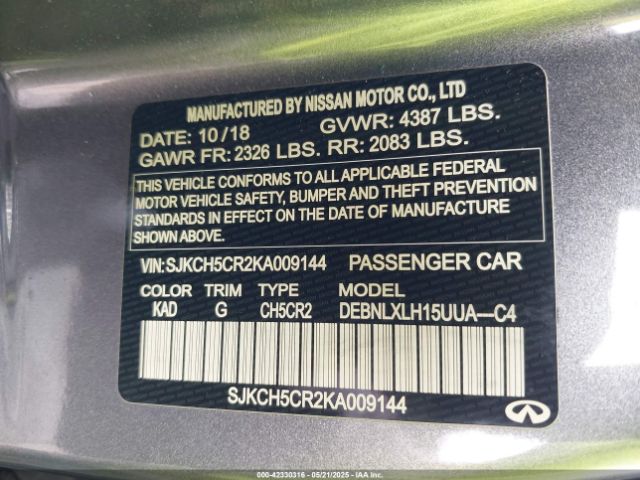 MANUFACTURED BY NISSAN MOTOR CO., LTD
DATE: 10/18 GVWR: 4387 LBS.
GAWR FR: 2326 LBS. RR: 2083 LBS.
THIS VEHICLE CONFORMS TO ALL APPLICABLE FEDERAL
MOTOR VEHICLE SAFETY, BUMPER AND THEFT PREVENTION
STANDARDS IN EFFECT ON THE DATE OF MANUFACTURE
SHOWN ABOVE.
VIN:SJKCH5CR2KA009144 PASSENGER CAR
COLOR TRIM TYPE MODEL
KAD G CH5CR2 DEBNLXLH15UUA—C4
SJKCH5CR2KA009144
000-42330316 - 05/21/2025 - IAAI.com